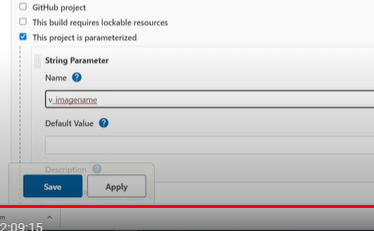 GitHub project
This build requires lockable resources
This project is parameterized
String Parameter
Name ?
v_imagename
Default Value ?
Description ?
Save Apply
2:09:15